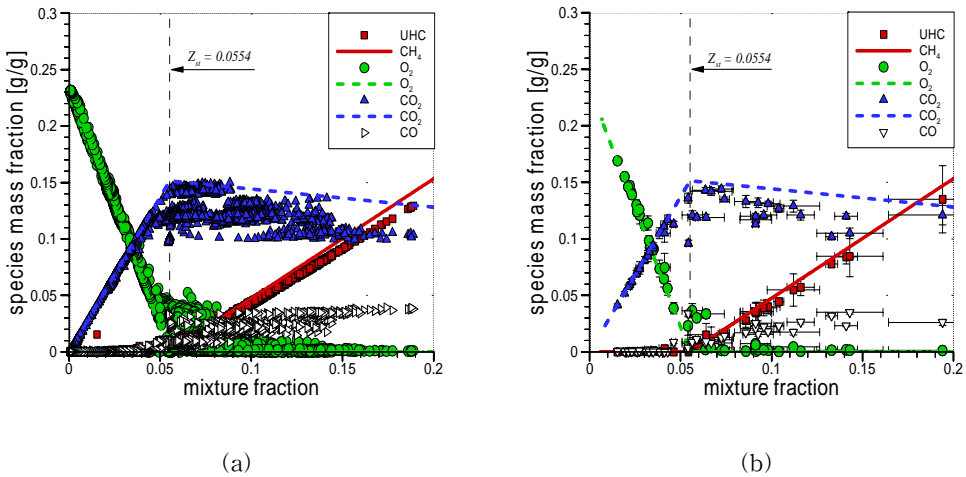 species mass fraction [g/g]
0.3
0.25
0.2
0.15
0.1
0.05
0
Z_st = 0.0554
UHC
CH₄
O₂
O₂
CO₂
CO₂
CO
0 0.05 0.1 0.15 0.2
mixture fraction
(a)
species mass fraction [g/g]
0.3
0.25
0.2
0.15
0.1
0.05
0
Z_st = 0.0554
UHC
CH₄
O₂
O₂
CO₂
CO₂
CO
0 0.05 0.1 0.15 0.2
mixture fraction
(b)